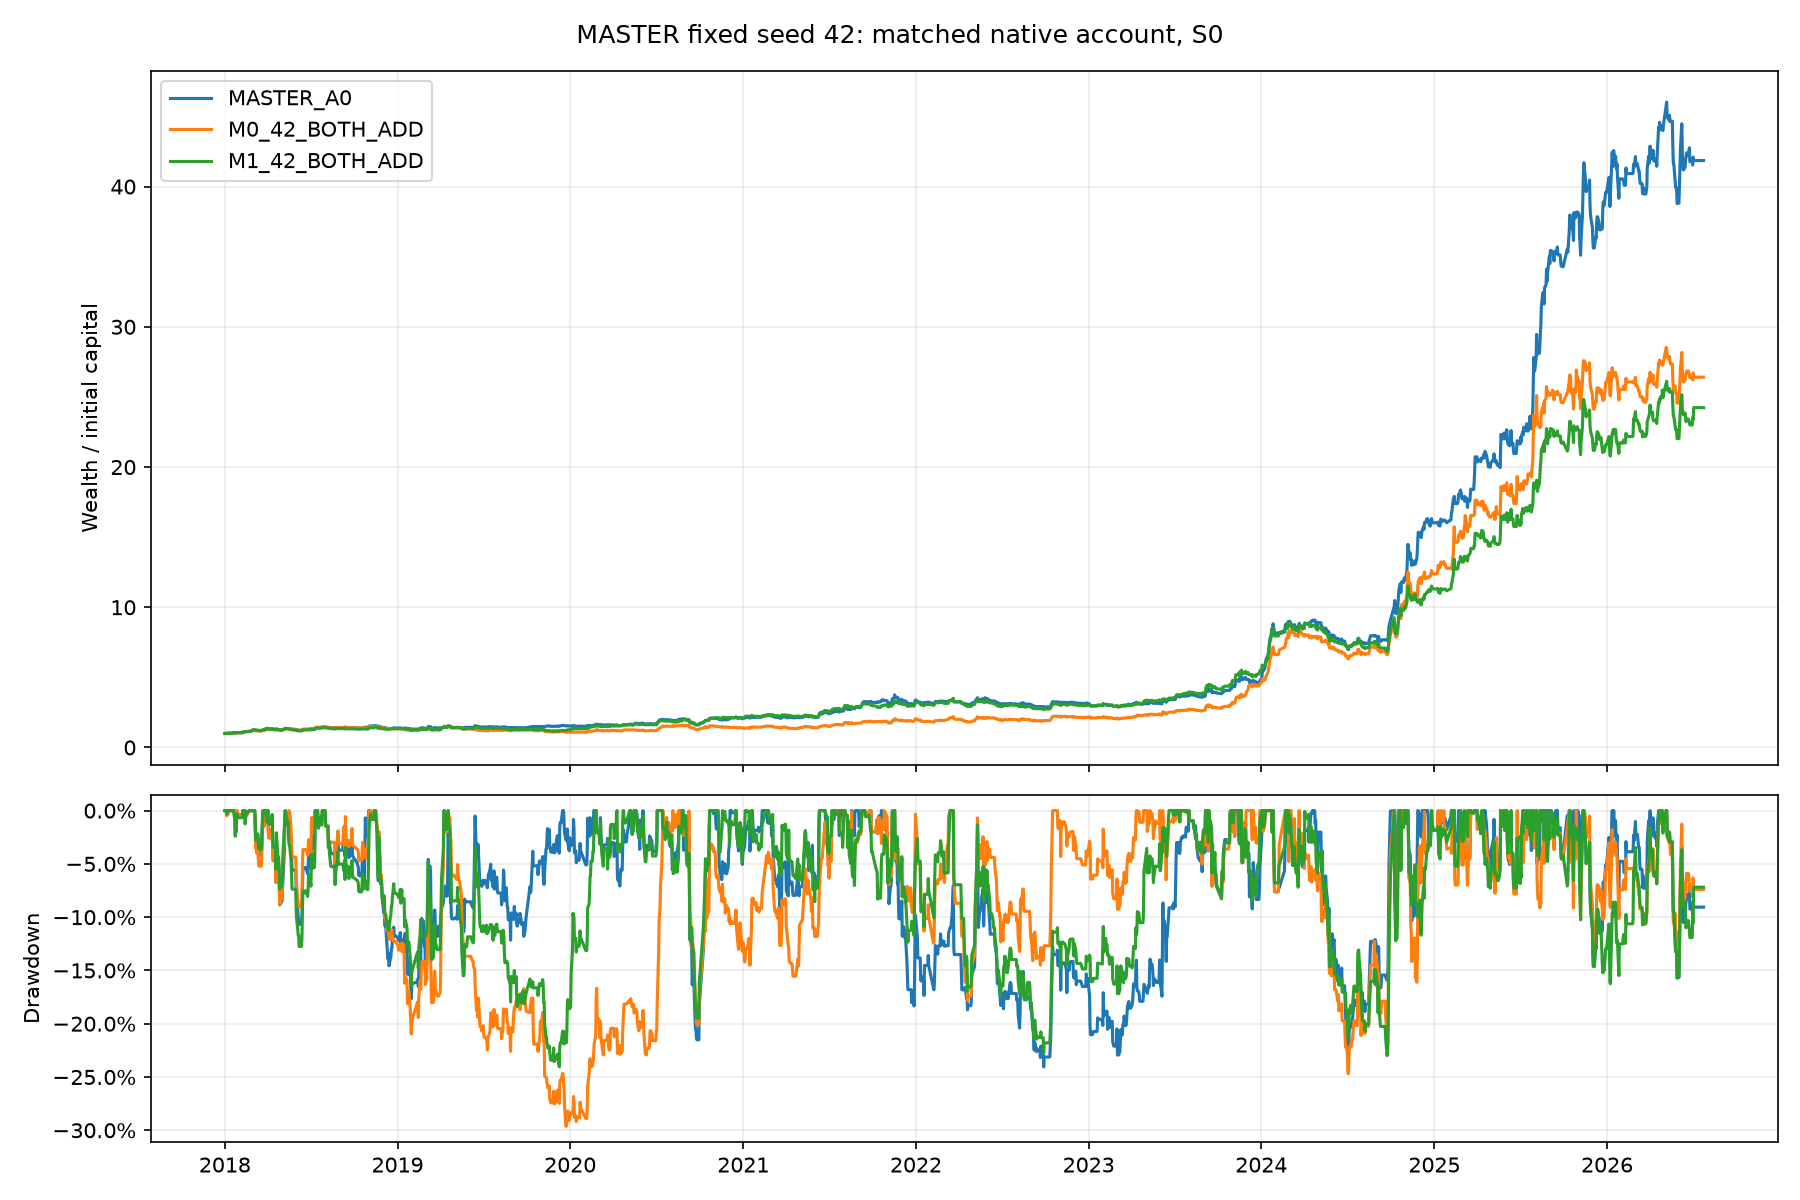 MASTER fixed seed 42: matched native account, S0
MASTER_A0
M0_42_BOTH_ADD
M1_42_BOTH_ADD
Wealth / initial capital
40
30
20
10
0
Drawdown
0.0%
−5.0%
−10.0%
−15.0%
−20.0%
−25.0%
−30.0%
2018 2019 2020 2021 2022 2023 2024 2025 2026